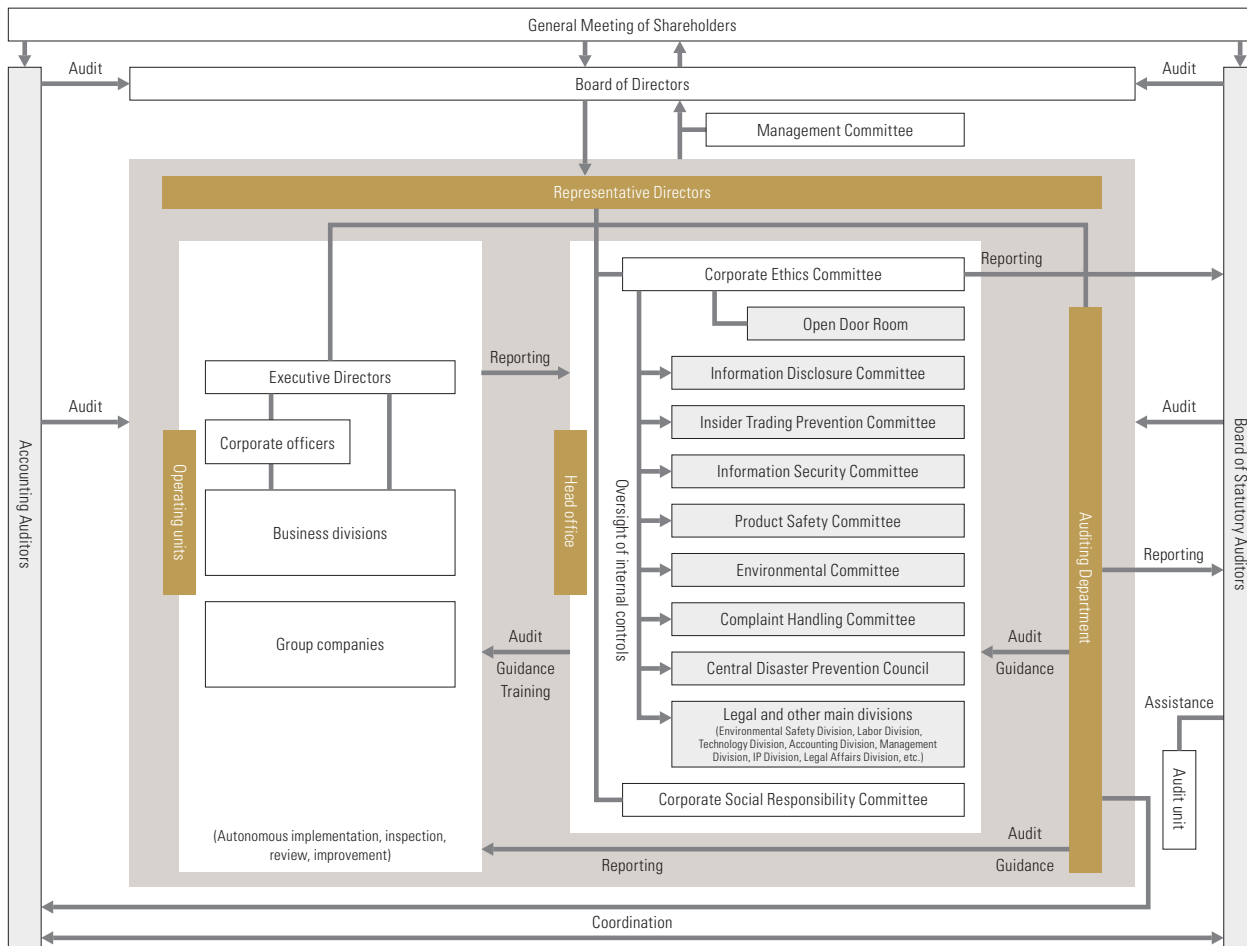 General Meeting of Shareholders
Audit
Board of Directors
Audit
Management Committee
Representative Directors
Corporate Ethics Committee
Reporting
Open Door Room
Reporting
Executive Directors
Information Disclosure Committee
Audit
Audit
Corporate officers
Insider Trading Prevention Committee
Accounting Auditors
Operating units
Head office
Oversight of internal controls
Auditing Department
Board of Statutory Auditors
Information Security Committee
Business divisions
Product Safety Committee
Reporting
Environmental Committee
Group companies
Audit
Guidance
Training
Complaint Handling Committee
Audit
Guidance
Central Disaster Prevention Council
Assistance
Legal and other main divisions
(Environmental Safety Division, Labor Division,
Technology Division, Accounting Division, Management
Division, IP Division, Legal Affairs Division, etc.)
Audit unit
Corporate Social Responsibility Committee
(Autonomous implementation, inspection,
review, improvement)
Audit
Reporting
Guidance
Coordination